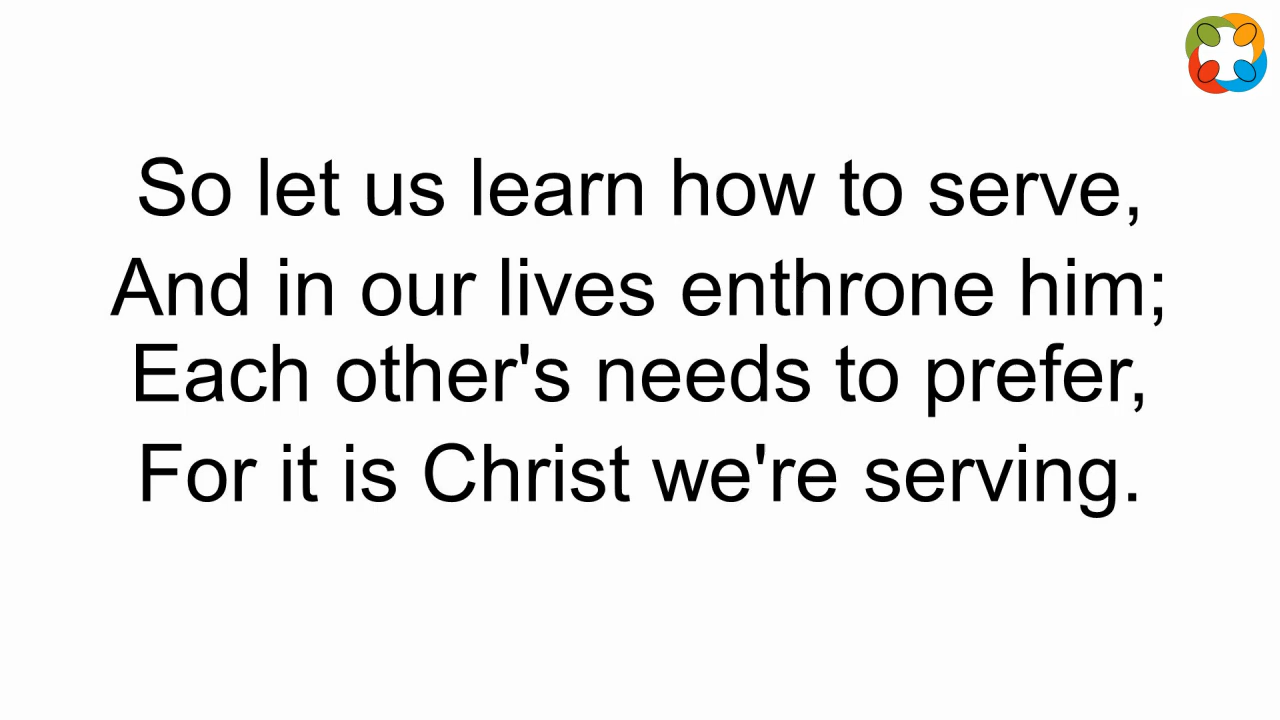 So let us learn how to serve,
And in our lives enthrone him;
Each other's needs to prefer,
For it is Christ we're serving.